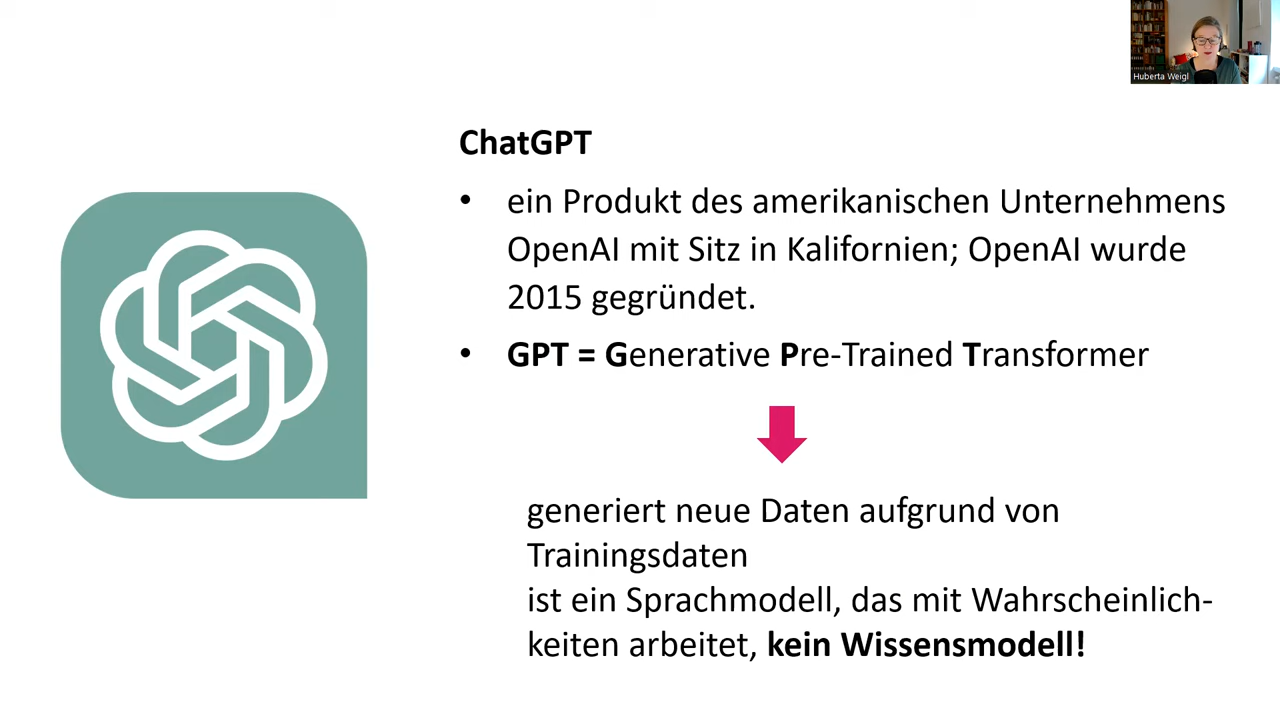 Huberta Weigl
ChatGPT
• ein Produkt des amerikanischen Unternehmens
OpenAI mit Sitz in Kalifornien; OpenAI wurde
2015 gegründet.
• GPT = Generative Pre-Trained Transformer
generiert neue Daten aufgrund von
Trainingsdaten
ist ein Sprachmodell, das mit Wahrscheinlich-
keiten arbeitet, kein Wissensmodell!